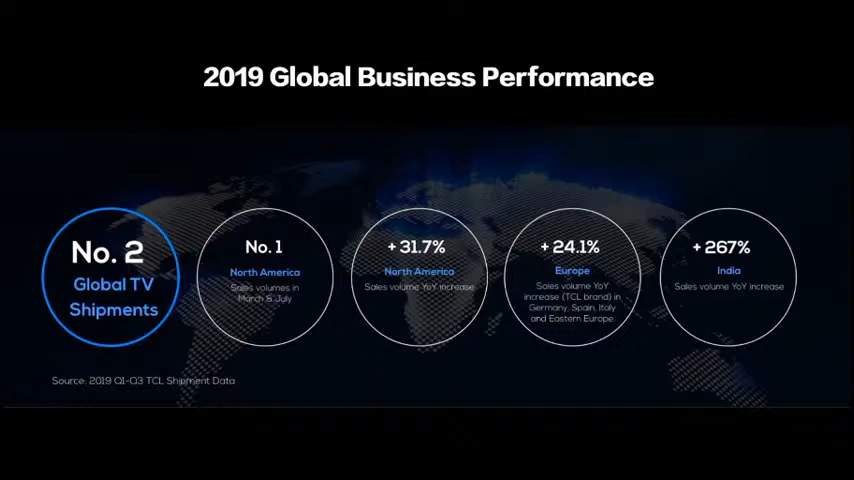 2019 Global Business Performance
No. 2
Global TV
Shipments
No. 1
North America
Sales volumes in
March & July
+ 31.7%
North America
Sales volume YoY increase
+ 24.1%
Europe
Sales volume YoY
increase (TCL brand) in
Germany, Spain, Italy
and Eastern Europe.
+ 267%
India
Sales volume YoY increase
Source: 2019 Q1-Q3 TCL Shipment Data